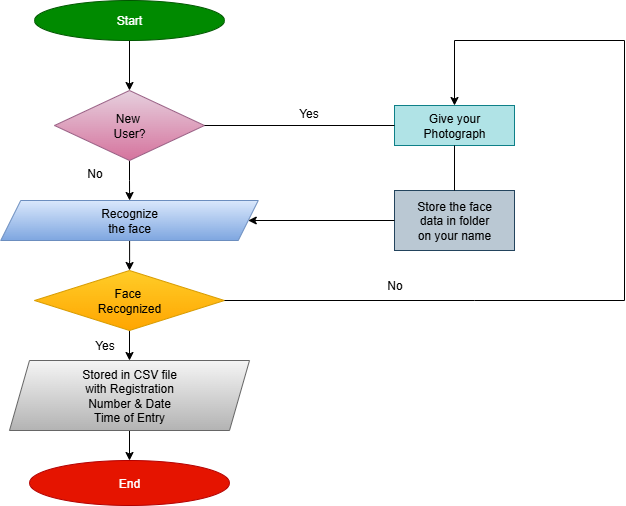 Start
New
User?
Yes
Give your
Photograph
No
Recognize
the face
Store the face
data in folder
on your name
Face
Recognized
No
Yes
Stored in CSV file
with Registration
Number & Date
Time of Entry
End